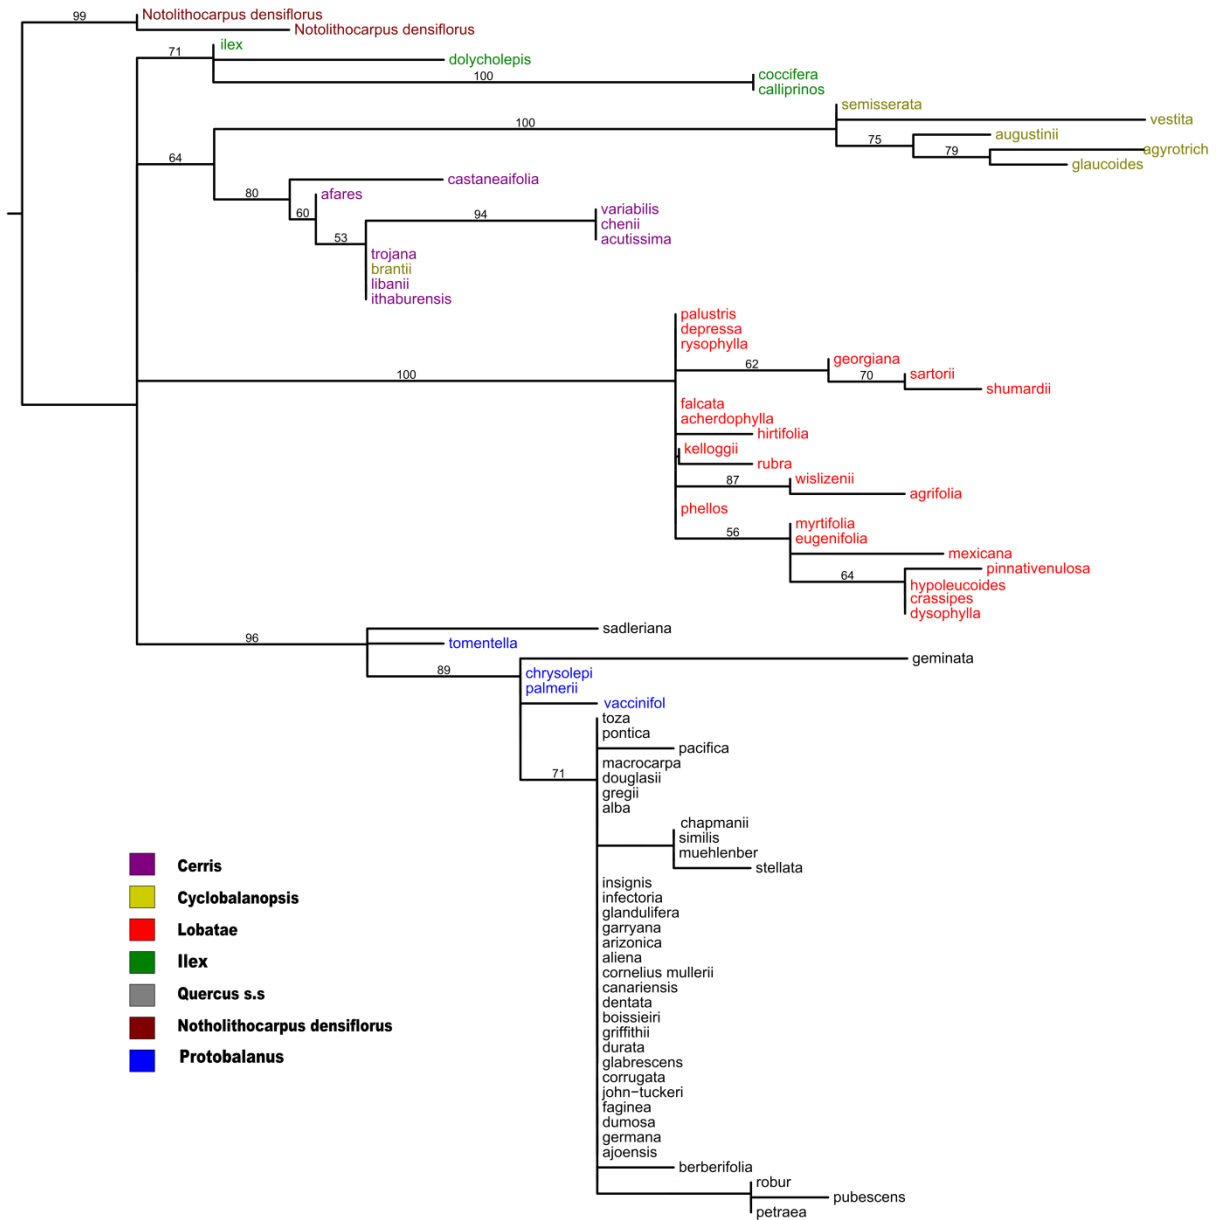 99
Notolithocarpus densiflorus
Notolithocarpus densiflorus
71
ilex
dolycholepis
100
coccifera
calliprinos
semisserata
100
vestita
75
augustinii
79
agyrotrich
glaucoides
64
80
castaneaifolia
afares
60
94
variabilis
chenii
acutissima
53
trojana
brantii
libanii
ithaburensis
palustris
depressa
rysophylla
62
georgiana
70
sartorii
shumardii
100
falcata
acherdophylla
hirtifolia
kelloggii
rubra
87
wislizenii
agrifolia
phellos
56
myrtifolia
eugenifolia
mexicana
pinnativenulosa
64
hypoleucoides
crassipes
dysophylla
96
sadleriana
tomentella
89
geminata
chrysolepi
palmerii
vaccinifol
toza
pontica
pacifica
71
macrocarpa
douglasii
gregii
alba
chapmanii
similis
muehlenber
stellata
insignis
infectoria
glandulifera
garryana
arizonica
aliena
cornelius mullerii
canariensis
dentata
boissieiri
griffithii
durata
glabrescens
corrugata
john−tuckeri
faginea
dumosa
germana
ajoensis
berberifolia
robur
pubescens
petraea
Cerris
Cyclobalanopsis
Lobatae
Ilex
Quercus s.s
Notholithocarpus densiflorus
Protobalanus